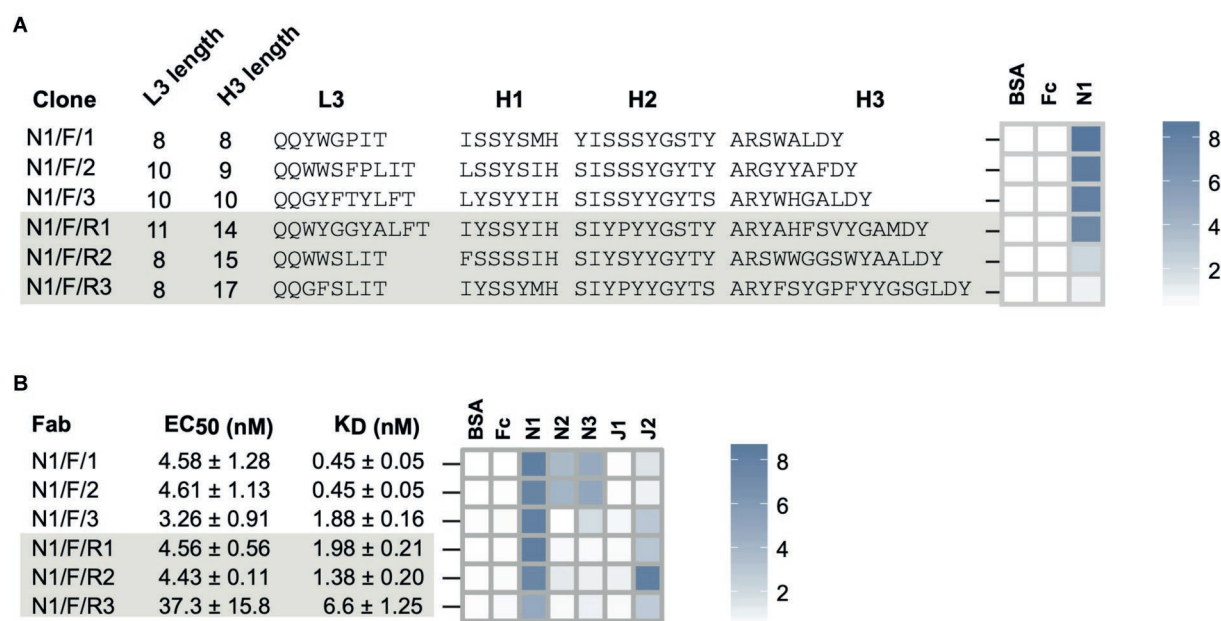 A
L3 length
H3 length
Clone L3 H1 H2 H3 BSA Fc N1
N1/F/1 8 8 QQYWGPIT ISSYSMH YISSSYGSTY ARSWALDY
N1/F/2 10 9 QQWWSFPLIT LSSYSIH SISSSYGYTY ARGYYAFDY
N1/F/3 10 10 QQGYFTYLFT LYSYYIH SISSSYGYTS ARYWHGALDY
N1/F/R1 11 14 QQWYGGYALFT IYSSYIH SIYPYYGYTY ARYAHFSVYGAMDY
N1/F/R2 8 15 QQWWSLIT FSSSSIH SIYSYYGYTY ARSWWGGSWYAALDY
N1/F/R3 8 17 QQGFSLIT IYSSYMH SIYPYYGYTS ARYFSYGPFYYGSGLDY
8
6
4
2
B
Fab EC50 (nM) KD (nM) BSA Fc N1 N2 N3 J1 J2
N1/F/1 4.58 ± 1.28 0.45 ± 0.05
N1/F/2 4.61 ± 1.13 0.45 ± 0.05
N1/F/3 3.26 ± 0.91 1.88 ± 0.16
N1/F/R1 4.56 ± 0.56 1.98 ± 0.21
N1/F/R2 4.43 ± 0.11 1.38 ± 0.20
N1/F/R3 37.3 ± 15.8 6.6 ± 1.25
8
6
4
2